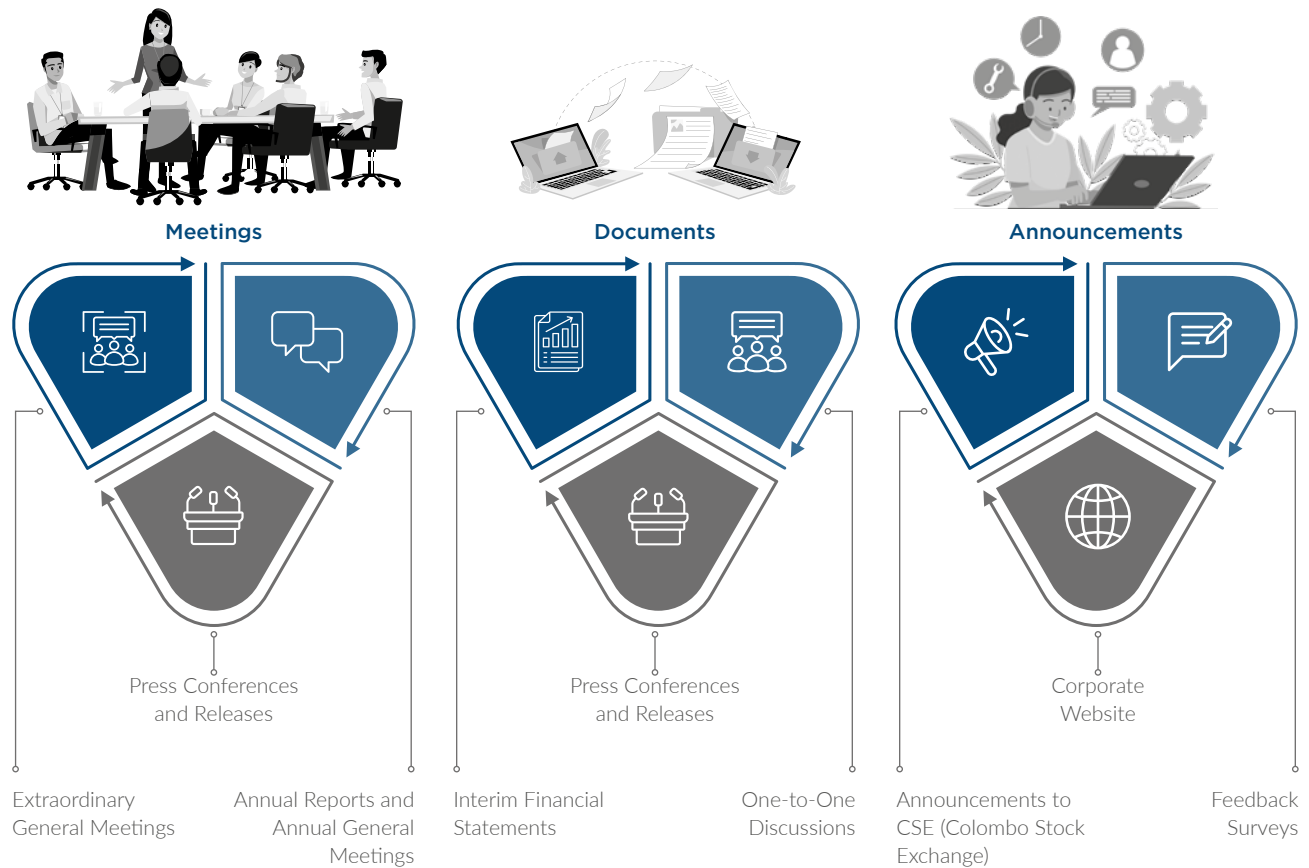 Meetings
Documents
Announcements
Press Conferences
and Releases
Press Conferences
and Releases
Corporate
Website
Extraordinary
General Meetings
Annual Reports and
Annual General
Meetings
Interim Financial
Statements
One-to-One
Discussions
Announcements to
CSE (Colombo Stock
Exchange)
Feedback
Surveys